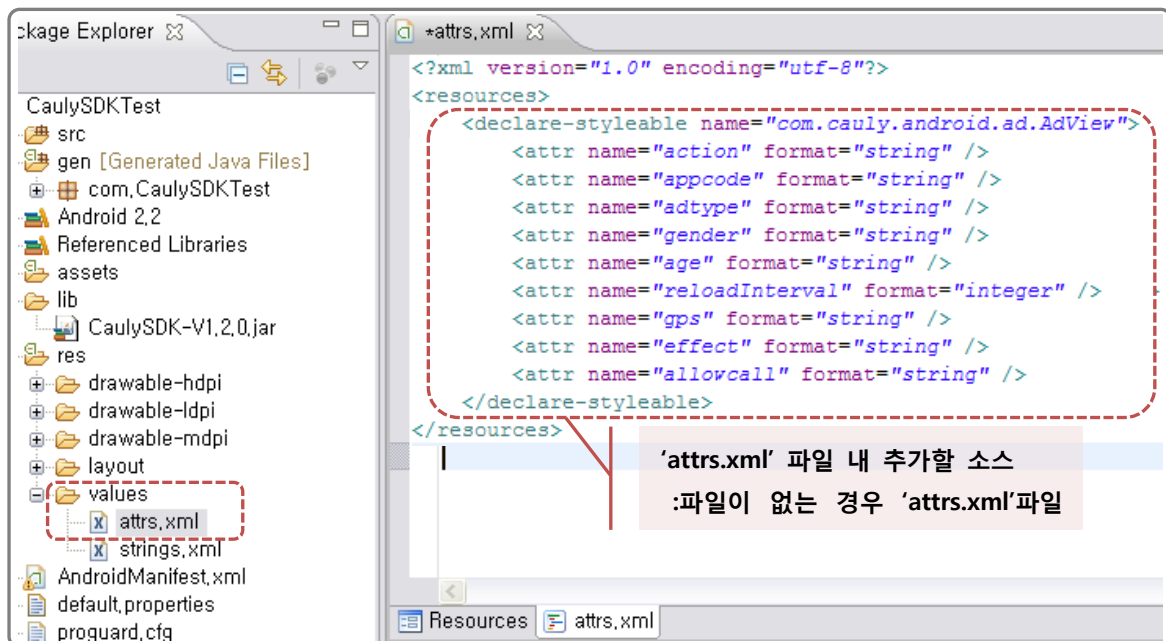 ckage Explorer
CaulySDKTest
src
gen [Generated Java Files]
com.CaulySDKTest
Android 2.2
Referenced Libraries
assets
lib
CaulySDK-V1.2.0.jar
res
drawable-hdpi
drawable-ldpi
drawable-mdpi
layout
values
attrs.xml
strings.xml
AndroidManifest.xml
default.properties
proguard.cfg
*attrs.xml
<?xml version="1.0" encoding="utf-8"?>
<resources>
<declare-styleable name="com.cauly.android.ad.AdView">
<attr name="action" format="string" />
<attr name="appcode" format="string" />
<attr name="adtype" format="string" />
<attr name="gender" format="string" />
<attr name="age" format="string" />
<attr name="reloadInterval" format="integer" />
<attr name="gps" format="string" />
<attr name="effect" format="string" />
<attr name="allowcall" format="string" />
</declare-styleable>
</resources>
‘attrs.xml’ 파일 내 추가할 소스
:파일이 없는 경우 ‘attrs.xml’파일
Resources
attrs.xml